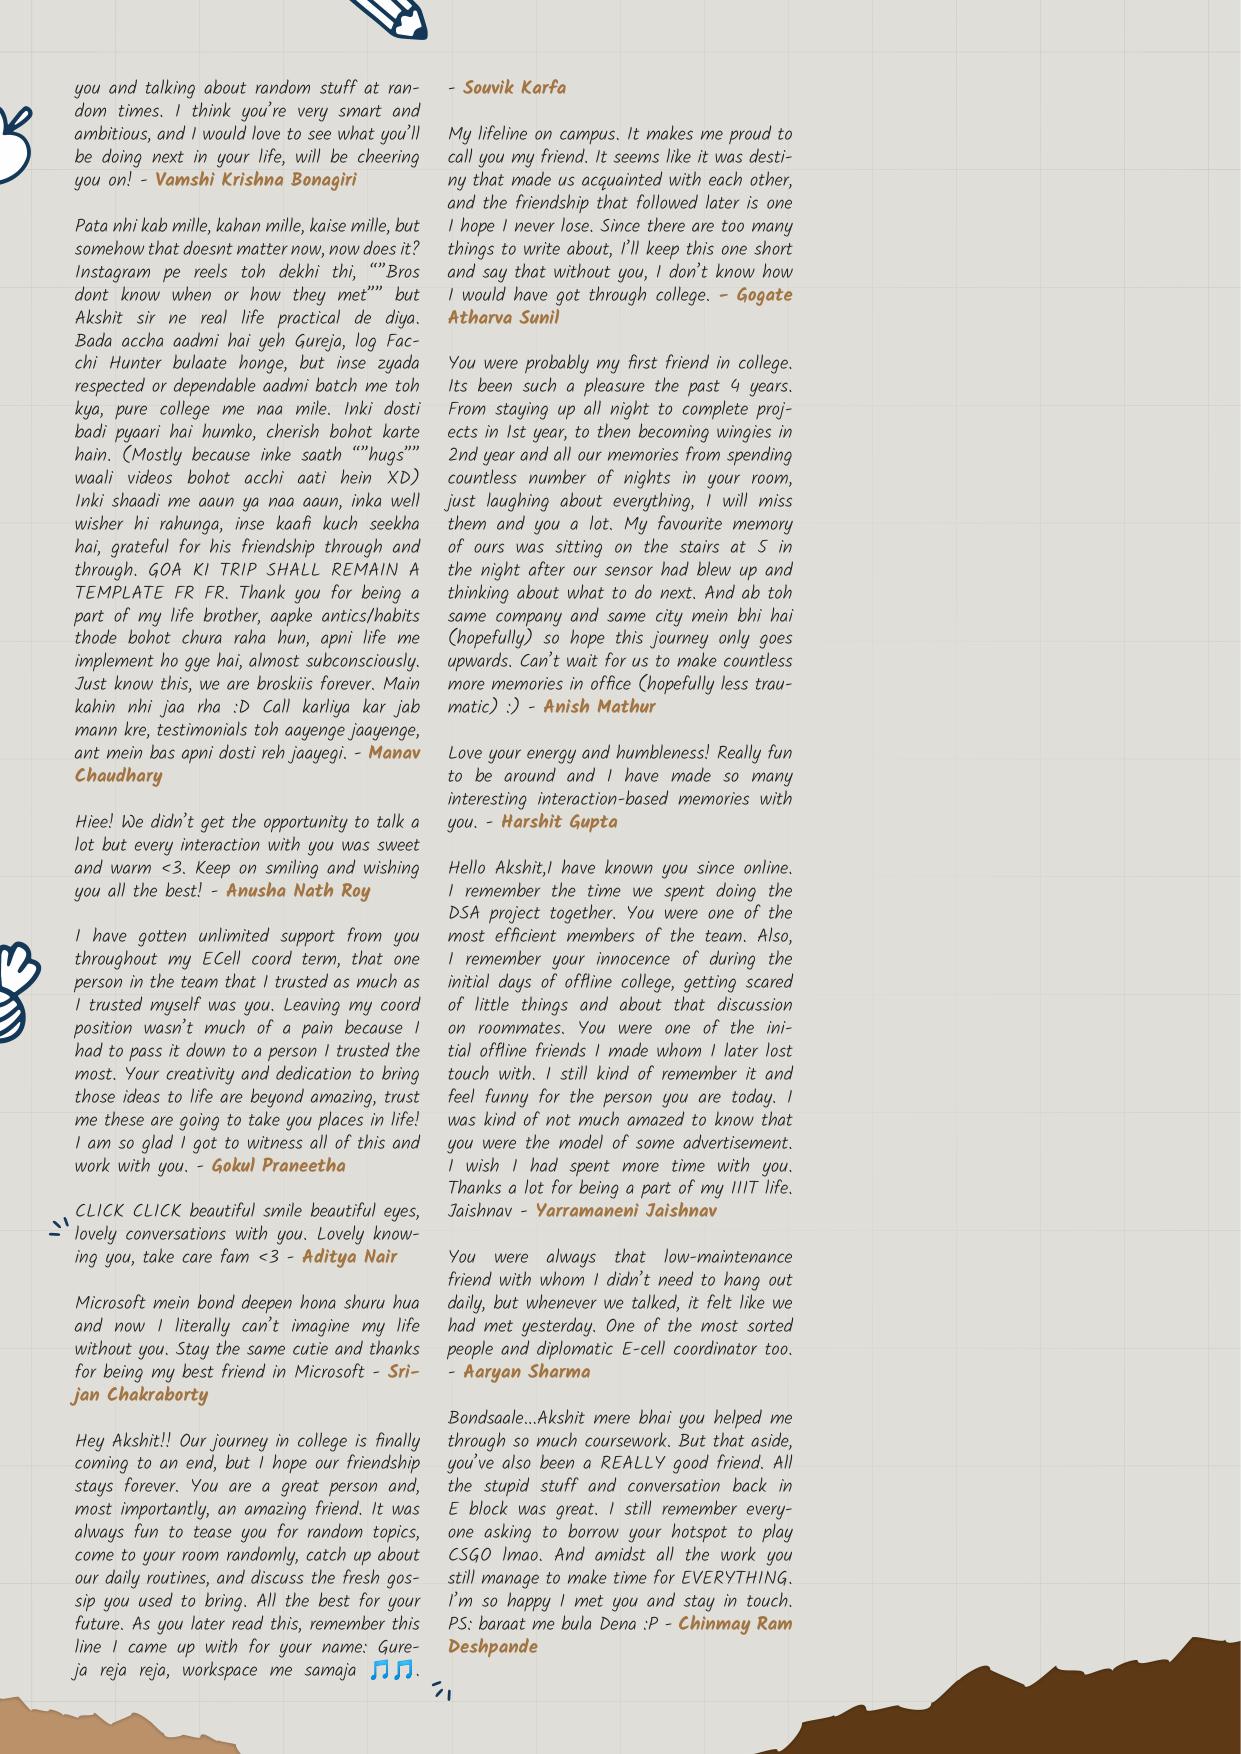 you and talking about random stuff at ran-
dom times. I think you're very smart and
ambitious, and I would love to see what you'll
be doing next in your life, will be cheering
you on! - Vamshi Krishna Bonagiri
Pata nhi kab mille, kahan mille, kaise mille, but
somehow that doesnt matter now, now does it?
Instagram pe reels toh dekhi thi, “”Bros
dont know when or how they met”” but
Akshit sir ne real life practical de diya.
Bada accha aadmi hai yeh Gureja, log Fac-
chi Hunter bulaate honge, but inse zyada
respected or dependable aadmi batch me toh
kya, pure college me naa mile. Inki dosti
badi pyaari hai humko, cherish bohot karte
hain. (Mostly because inke saath “”hugs””
waali videos bohot acchi aati hein XD)
Inki shaadi me aaun ya naa aaun, inka well
wisher hi rahunga, inse kaafi kuch seekha
hai, grateful for his friendship through and
through. GOA KI TRIP SHALL REMAIN A
TEMPLATE FR FR. Thank you for being a
part of my life brother, aapke antics/habits
thode bohot chura raha hun, apni life me
implement ho gye hai, almost subconsciously.
Just know this, we are broskiis forever. Main
kahin nhi jaa rha :D Call karliya kar jab
mann kre, testimonials toh aayenge jaayenge,
ant mein bas apni dosti reh jaayegi. - Manav
Chaudhary
Hiee! We didn't get the opportunity to talk a
lot but every interaction with you was sweet
and warm <3. Keep on smiling and wishing
you all the best! - Anusha Nath Roy
I have gotten unlimited support from you
throughout my ECell coord term, that one
person in the team that I trusted as much as
I trusted myself was you. Leaving my coord
position wasn't much of a pain because I
had to pass it down to a person I trusted the
most. Your creativity and dedication to bring
those ideas to life are beyond amazing, trust
me these are going to take you places in life!
I am so glad I got to witness all of this and
work with you. - Gokul Praneetha
CLICK CLICK beautiful smile beautiful eyes,
lovely conversations with you. Lovely know-
ing you, take care fam <3 - Aditya Nair
Microsoft mein bond deepen hona shuru hua
and now I literally can't imagine my life
without you. Stay the same cutie and thanks
for being my best friend in Microsoft - Sri-
jan Chakraborty
Hey Akshit!! Our journey in college is finally
coming to an end, but I hope our friendship
stays forever. You are a great person and,
most importantly, an amazing friend. It was
always fun to tease you for random topics,
come to your room randomly, catch up about
our daily routines, and discuss the fresh gos-
sip you used to bring. All the best for your
future. As you later read this, remember this
line I came up with for your name: Gure-
ja reja reja, workspace me samaja 🎵🎵.
- Souvik Karfa
My lifeline on campus. It makes me proud to
call you my friend. It seems like it was desti-
ny that made us acquainted with each other,
and the friendship that followed later is one
I hope I never lose. Since there are too many
things to write about, I'll keep this one short
and say that without you, I don't know how
I would have got through college. - Gogate
Atharva Sunil
You were probably my first friend in college.
Its been such a pleasure the past 4 years.
From staying up all night to complete proj-
ects in 1st year, to then becoming wingies in
2nd year and all our memories from spending
countless number of nights in your room,
just laughing about everything, I will miss
them and you a lot. My favourite memory
of ours was sitting on the stairs at 5 in
the night after our sensor had blew up and
thinking about what to do next. And ab toh
same company and same city mein bhi hai
(hopefully) so hope this journey only goes
upwards. Can't wait for us to make countless
more memories in office (hopefully less trau-
matic) :) - Anish Mathur
Love your energy and humbleness! Really fun
to be around and I have made so many
interesting interaction-based memories with
you. - Harshit Gupta
Hello Akshit,I have known you since online.
I remember the time we spent doing the
DSA project together. You were one of the
most efficient members of the team. Also,
I remember your innocence of during the
initial days of offline college, getting scared
of little things and about that discussion
on roommates. You were one of the ini-
tial offline friends I made whom I later lost
touch with. I still kind of remember it and
feel funny for the person you are today. I
was kind of not much amazed to know that
you were the model of some advertisement.
I wish I had spent more time with you.
Thanks a lot for being a part of my IIIT life.
Jaishnav - Yarramaneni Jaishnav
You were always that low-maintenance
friend with whom I didn't need to hang out
daily, but whenever we talked, it felt like we
had met yesterday. One of the most sorted
people and diplomatic E-cell coordinator too.
- Aaryan Sharma
Bondsaale...Akshit mere bhai you helped me
through so much coursework. But that aside,
you've also been a REALLY good friend. All
the stupid stuff and conversation back in
E block was great. I still remember every-
one asking to borrow your hotspot to play
CSGO lmao. And amidst all the work you
still manage to make time for EVERYTHING.
I'm so happy I met you and stay in touch.
PS: baraat me bula Dena :P - Chinmay Ram
Deshpande